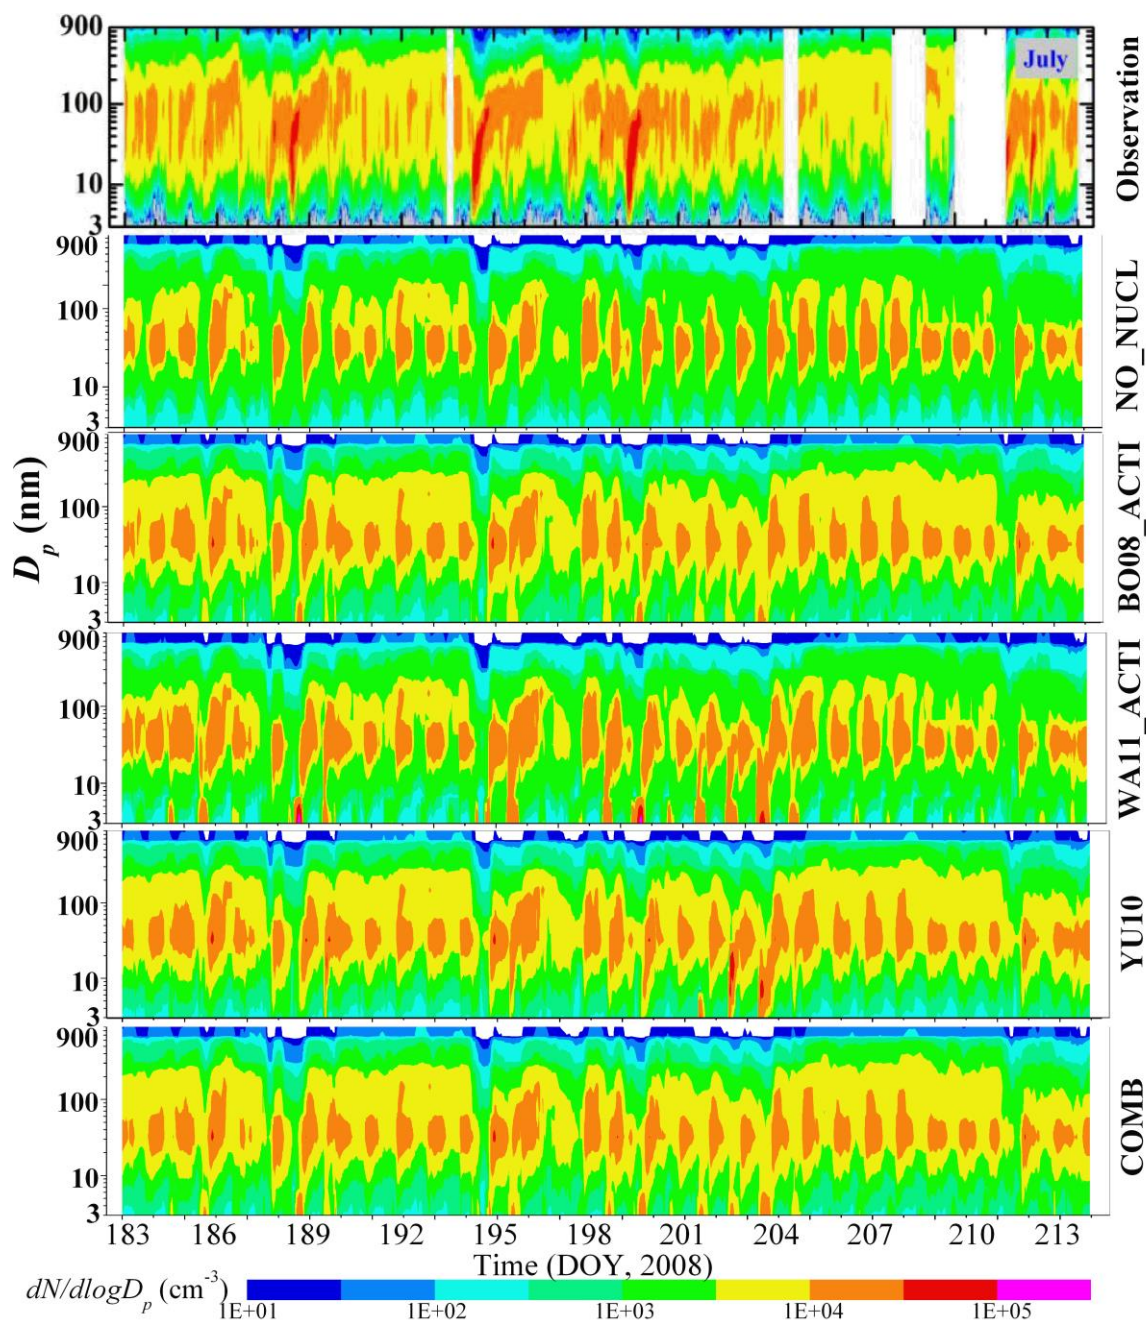 900
100
10
3
July
Observation
900
100
10
3
NO_NUCL
900
100
10
3
BO08_ACTI
D_p (nm)
900
100
10
3
WA11_ACTI
900
100
10
3
YU10
900
100
10
3
COMB
183 186 189 192 195 198 201 204 207 210 213
Time (DOY, 2008)
dN/dlogD_p (cm⁻³)
1E+01 1E+02 1E+03 1E+04 1E+05